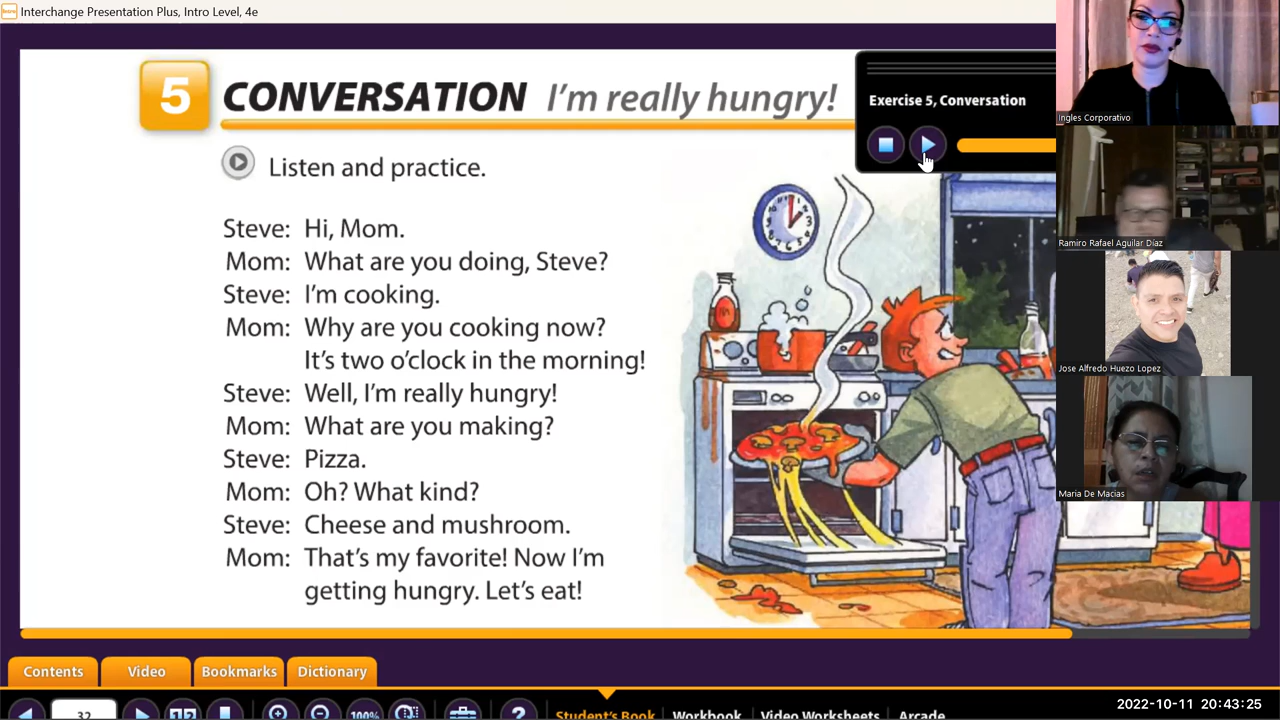 Interchange Presentation Plus, Intro Level, 4e
5 CONVERSATION I'm really hungry!
Listen and practice.
Steve: Hi, Mom.
Mom: What are you doing, Steve?
Steve: I'm cooking.
Mom: Why are you cooking now?
It's two o'clock in the morning!
Steve: Well, I'm really hungry!
Mom: What are you making?
Steve: Pizza.
Mom: Oh? What kind?
Steve: Cheese and mushroom.
Mom: That's my favorite! Now I'm
getting hungry. Let's eat!
Exercise 5, Conversation
Ingles Corporativo
Ramiro Rafael Aguilar Díaz
Jose Alfredo Huezo Lopez
Maria De Macias
Contents Video Bookmarks Dictionary
32 100% ? Student's Book Workbook Video Worksheets Arcade
2022-10-11 20:43:25